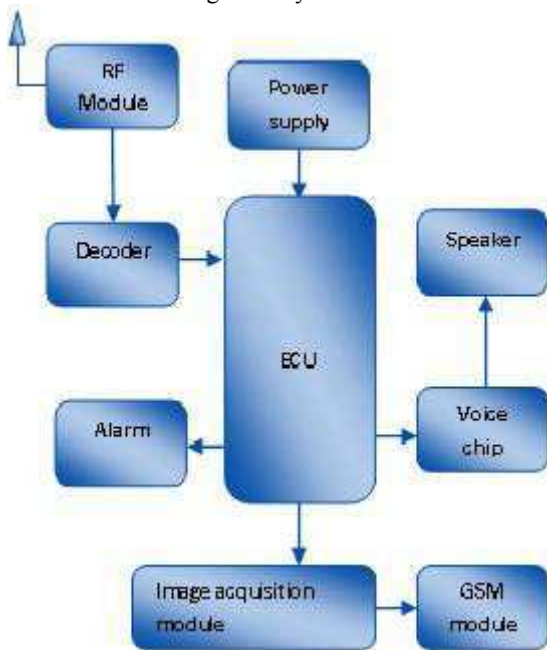 RF
Module
Power
supply
Decoder
Speaker
ECU
Alarm
Voice
chip
Image acquisition
module
GSM
module